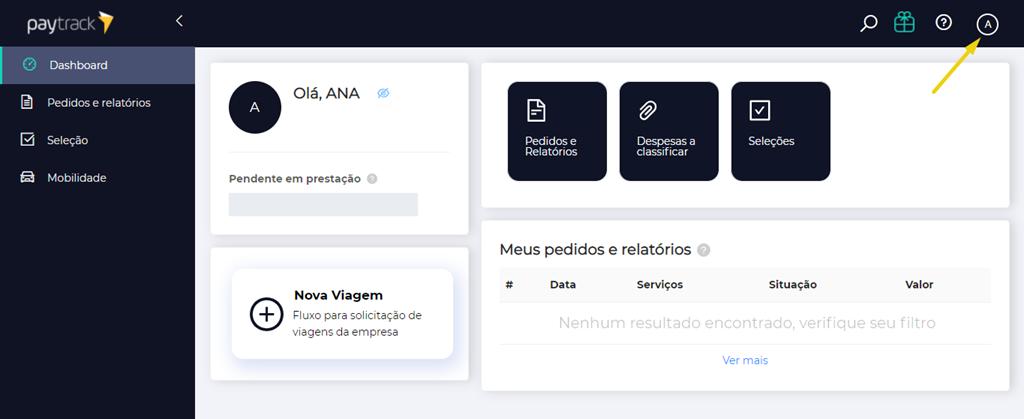 paytrack
A
Dashboard
Pedidos e relatórios
Seleção
Mobilidade
A
Olá, ANA
Pendente em prestação ?
Nova Viagem
Fluxo para solicitação de
viagens da empresa
Pedidos e
Relatórios
Despesas a
classificar
Seleções
Meus pedidos e relatórios ?
# Data Serviços Situação Valor
Nenhum resultado encontrado, verifique seu filtro
Ver mais